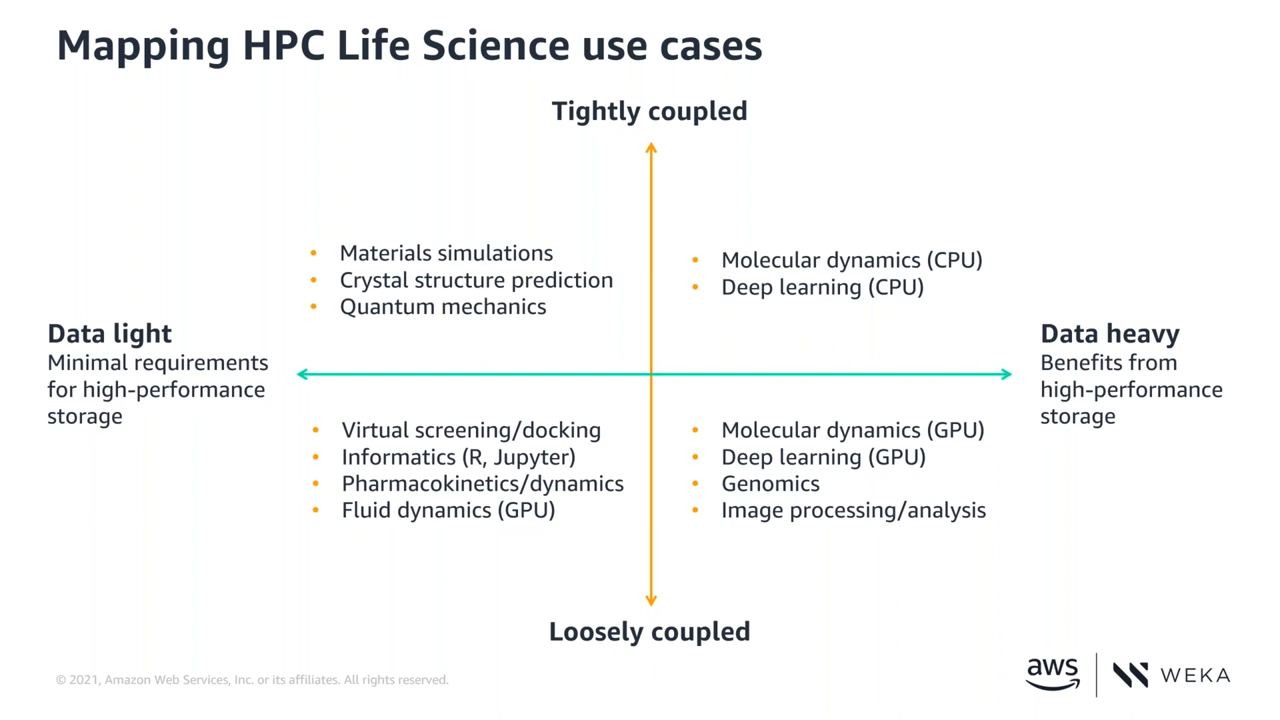 Mapping HPC Life Science use cases
Tightly coupled
• Materials simulations
• Crystal structure prediction
• Quantum mechanics
• Molecular dynamics (CPU)
• Deep learning (CPU)
Data light
Minimal requirements
for high-performance
storage
Data heavy
Benefits from
high-performance
storage
• Virtual screening/docking
• Informatics (R, Jupyter)
• Pharmacokinetics/dynamics
• Fluid dynamics (GPU)
• Molecular dynamics (GPU)
• Deep learning (GPU)
• Genomics
• Image processing/analysis
Loosely coupled
© 2021, Amazon Web Services, Inc. or its affiliates. All rights reserved.
aws
WEKA